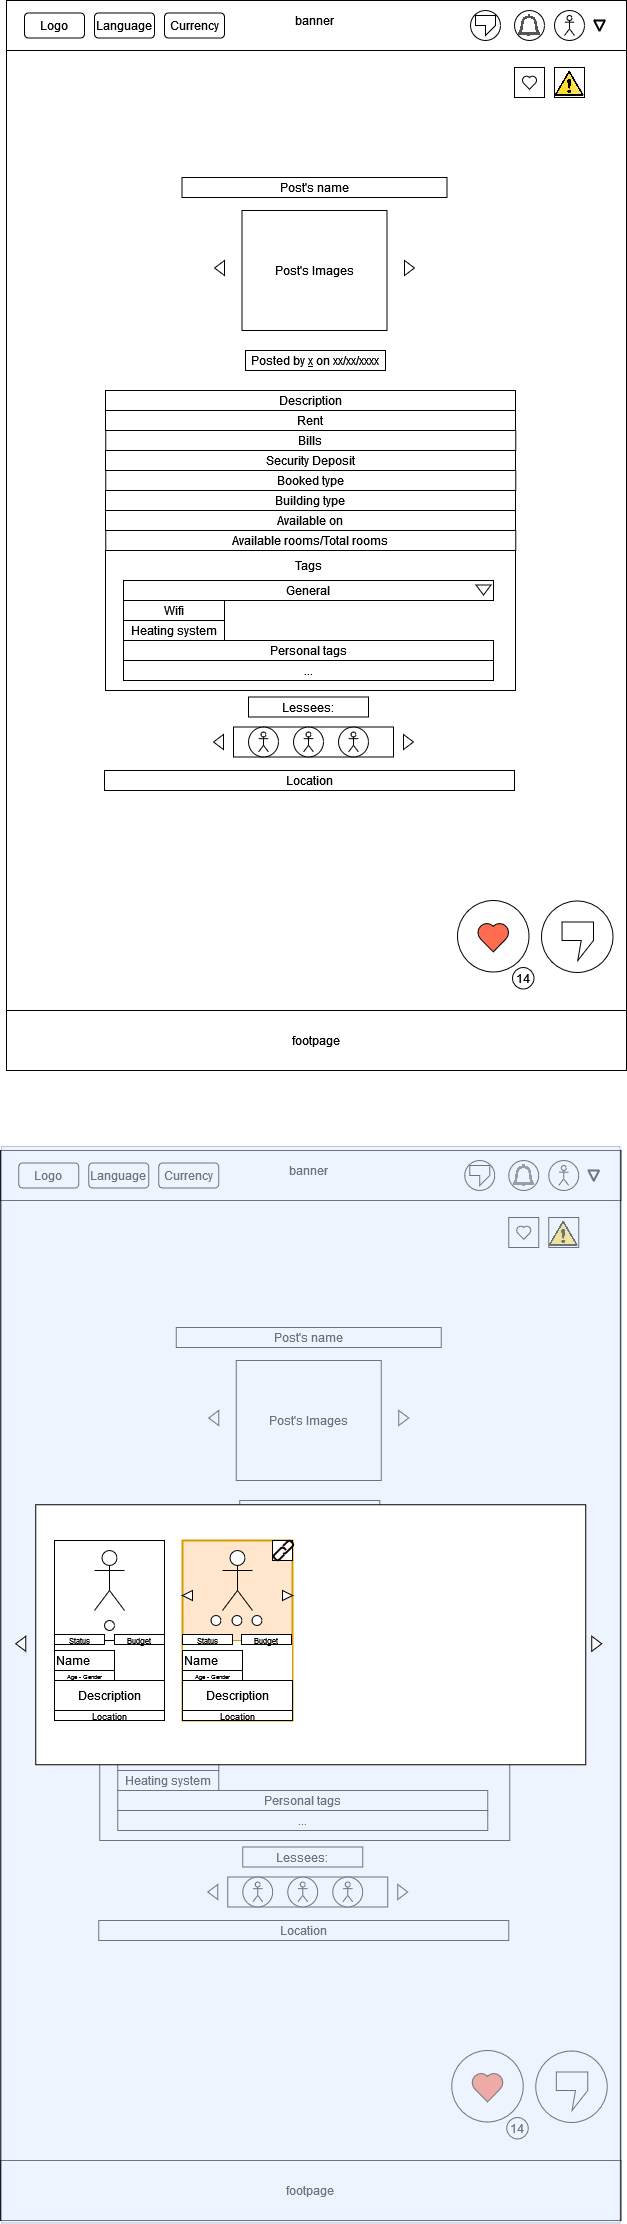 Logo
Language
Currency
banner
Post's name
Post's Images
Posted by x on xx/xx/xxxx
Description
Rent
Bills
Security Deposit
Booked type
Building type
Available on
Available rooms/Total rooms
Tags
General
Wifi
Heating system
Personal tags
...
Lessees:
Location
14
footpage
Logo
Language
Currency
banner
Post's name
Post's Images
Status
Budget
Name
Age - Gender
Description
Location
Status
Budget
Name
Age - Gender
Description
Location
Heating system
Personal tags
...
Lessees:
Location
14
footpage